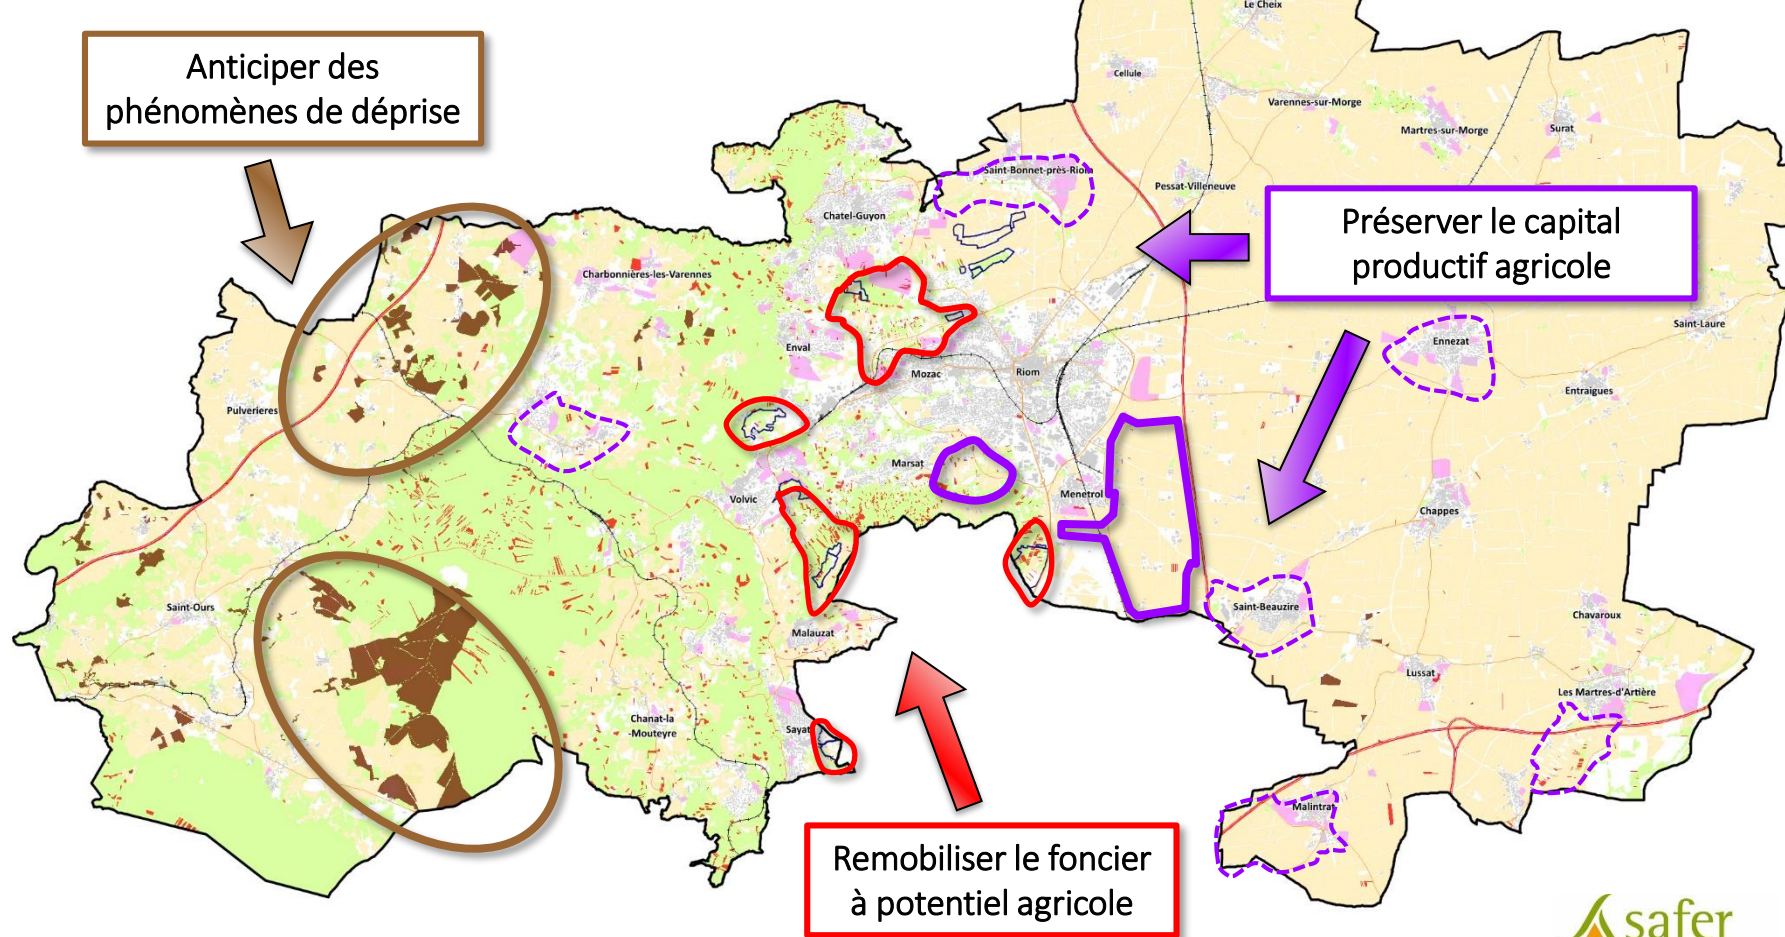 Le Cheix
Anticiper des
phénomènes de déprise
Cellule
Varennes-sur-Morge
Martres-sur-Morge
Surat
Saint-Bonnet-près-Riom
Pessat-Villeneuve
Chatel-Guyon
Préserver le capital
productif agricole
Charbonnières-les-Varennes
Saint-Laure
Ennezat
Enval
Mozac
Riom
Entraigues
Pulverieres
Marsat
Volvic
Menetrol
Chappes
Saint-Ours
Saint-Beauzire
Chavaroux
Malauzat
Lussat
Les Martres-d'Artière
Chanat-la
-Mouteyre
Sayat
Malintrat
Remobiliser le foncier
à potentiel agricole
safer